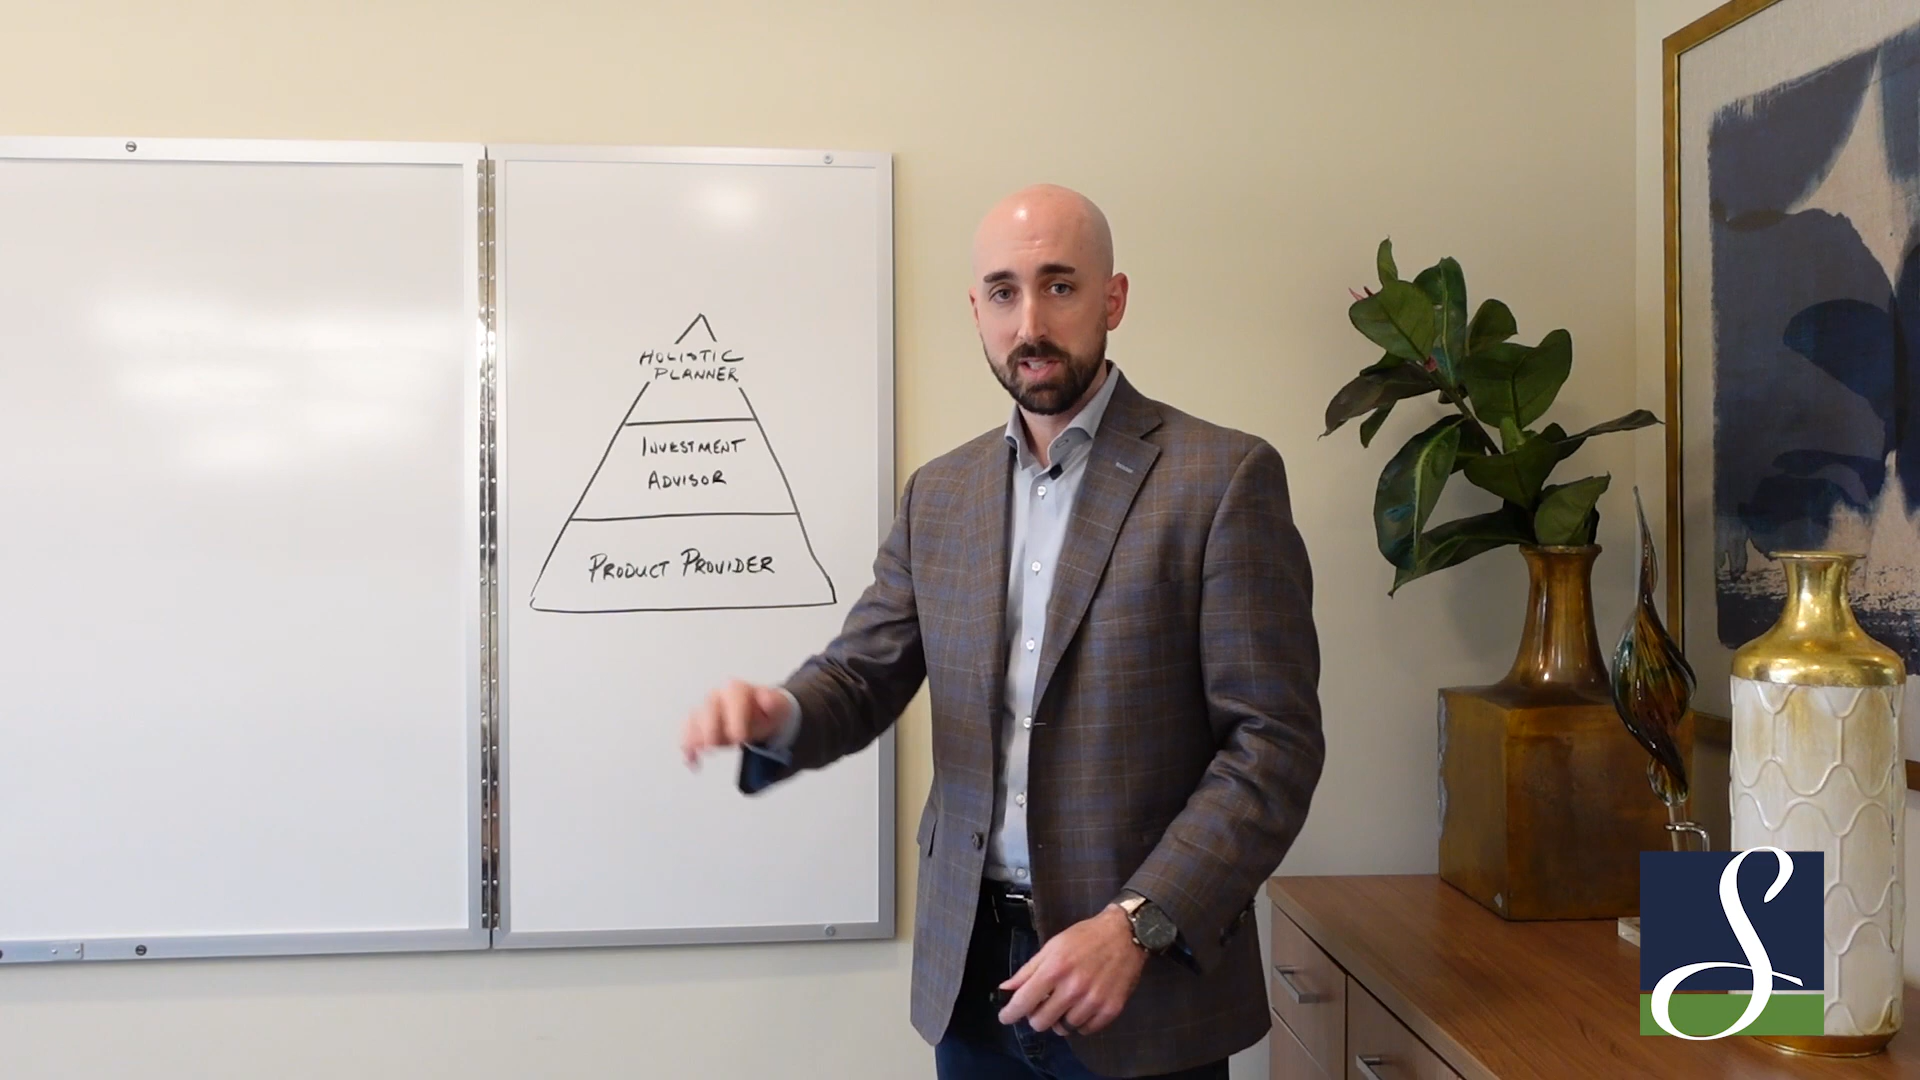 HOLISTIC
PLANNER
INVESTMENT
ADVISOR
PRODUCT PROVIDER
S